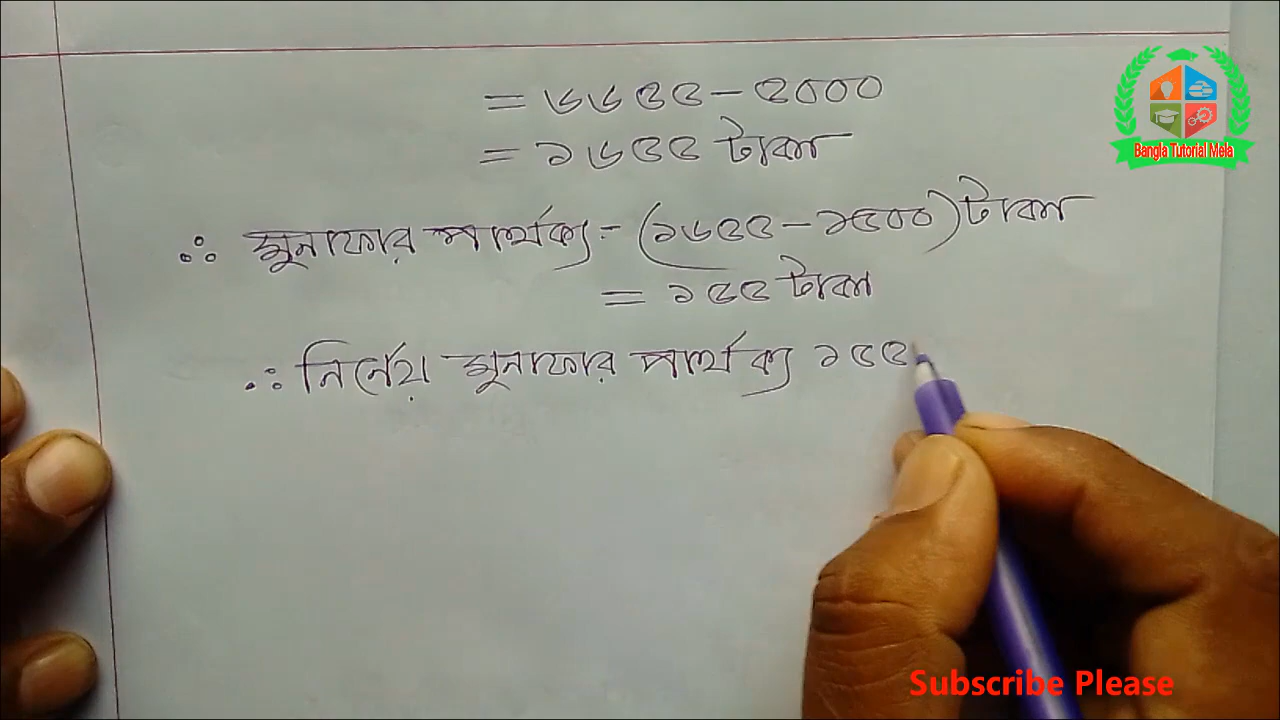 = ৬৬৫৫ - ৫০০০
= ১৬৫৫ টাকা
∴ মুনাফার পার্থক্য = (১৬৫৫ - ১৫০০) টাকা
= ১৫৫ টাকা
∴ নির্ণেয় মুনাফার পার্থক্য ১৫৫
Bangla Tutorial Mela
Subscribe Please